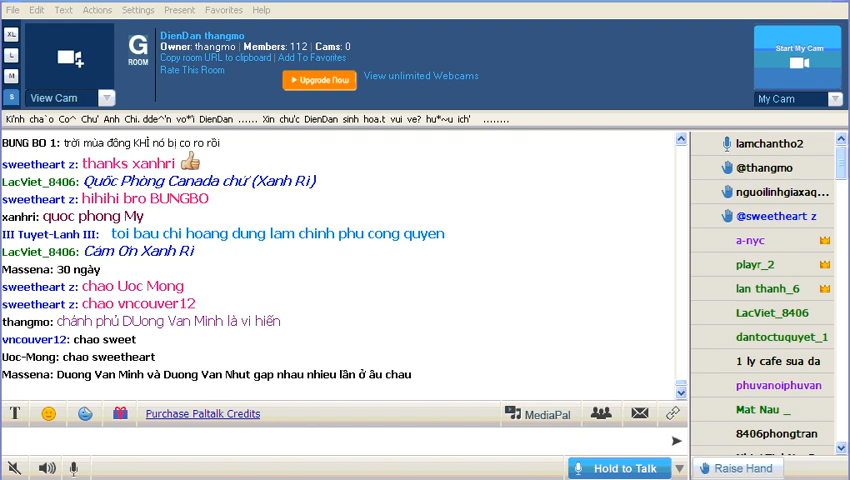 File Edit Text Actions Settings Present Favorites Help
XL
L
M
S
View Cam
G
ROOM
DienDan thangmo
Owner: thangmo | Members: 112 | Cams: 0
Copy room URL to clipboard | Add To Favorites
Rate This Room
Upgrade Now
View unlimited Webcams
Start My Cam
My Cam
Ki'nh cha`o Co^ Chu' Anh Chi. dde^'n vo*'i DienDan ...... Xin chu'c DienDan sinh hoa.t vui ve? hu*~u ich'
BUNG BO 1: trời mùa đông KHỈ nó bị co ro rồi
sweetheart z: thanks xanhri
LacViet_8406: Quốc Phòng Canada chứ (Xanh Ri)
sweetheart z: hihihi bro BUNGBO
xanhri: quoc phong My
III Tuyet-Lanh III: toi bau chi hoang dung lam chinh phu cong quyen
LacViet_8406: Cám Ơn Xanh Ri
Massena: 30 ngày
sweetheart z: chao Uoc Mong
sweetheart z: chao vncouver12
thangmo: chánh phủ DUong Van Minh là vi hiến
vncouver12: chao sweet
Uoc-Mong: chao sweetheart
Massena: Duong Van Minh và Duong Van Nhut gap nhau nhieu lần ở âu chau
T
Purchase Paltalk Credits
MediaPal
Hold to Talk
lamchantho2
@thangmo
nguoilinhgiaxaq...
@sweetheart z
a-nyc
playr_2
lan thanh_6
LacViet_8406
dantoctuquyet_1
1 ly cafe sua da
phuvanoiphuvan
Mat Nau _
8406phongtran
Raise Hand